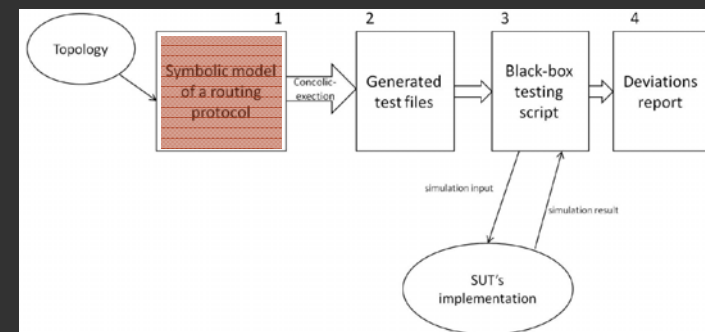 1
2
3
4
Topology
Symbolic model
of a routing
protocol
Concolic-
exection
Generated
test files
Black-box
testing
script
Deviations
report
simulation input
simulation result
SUT's
implementation